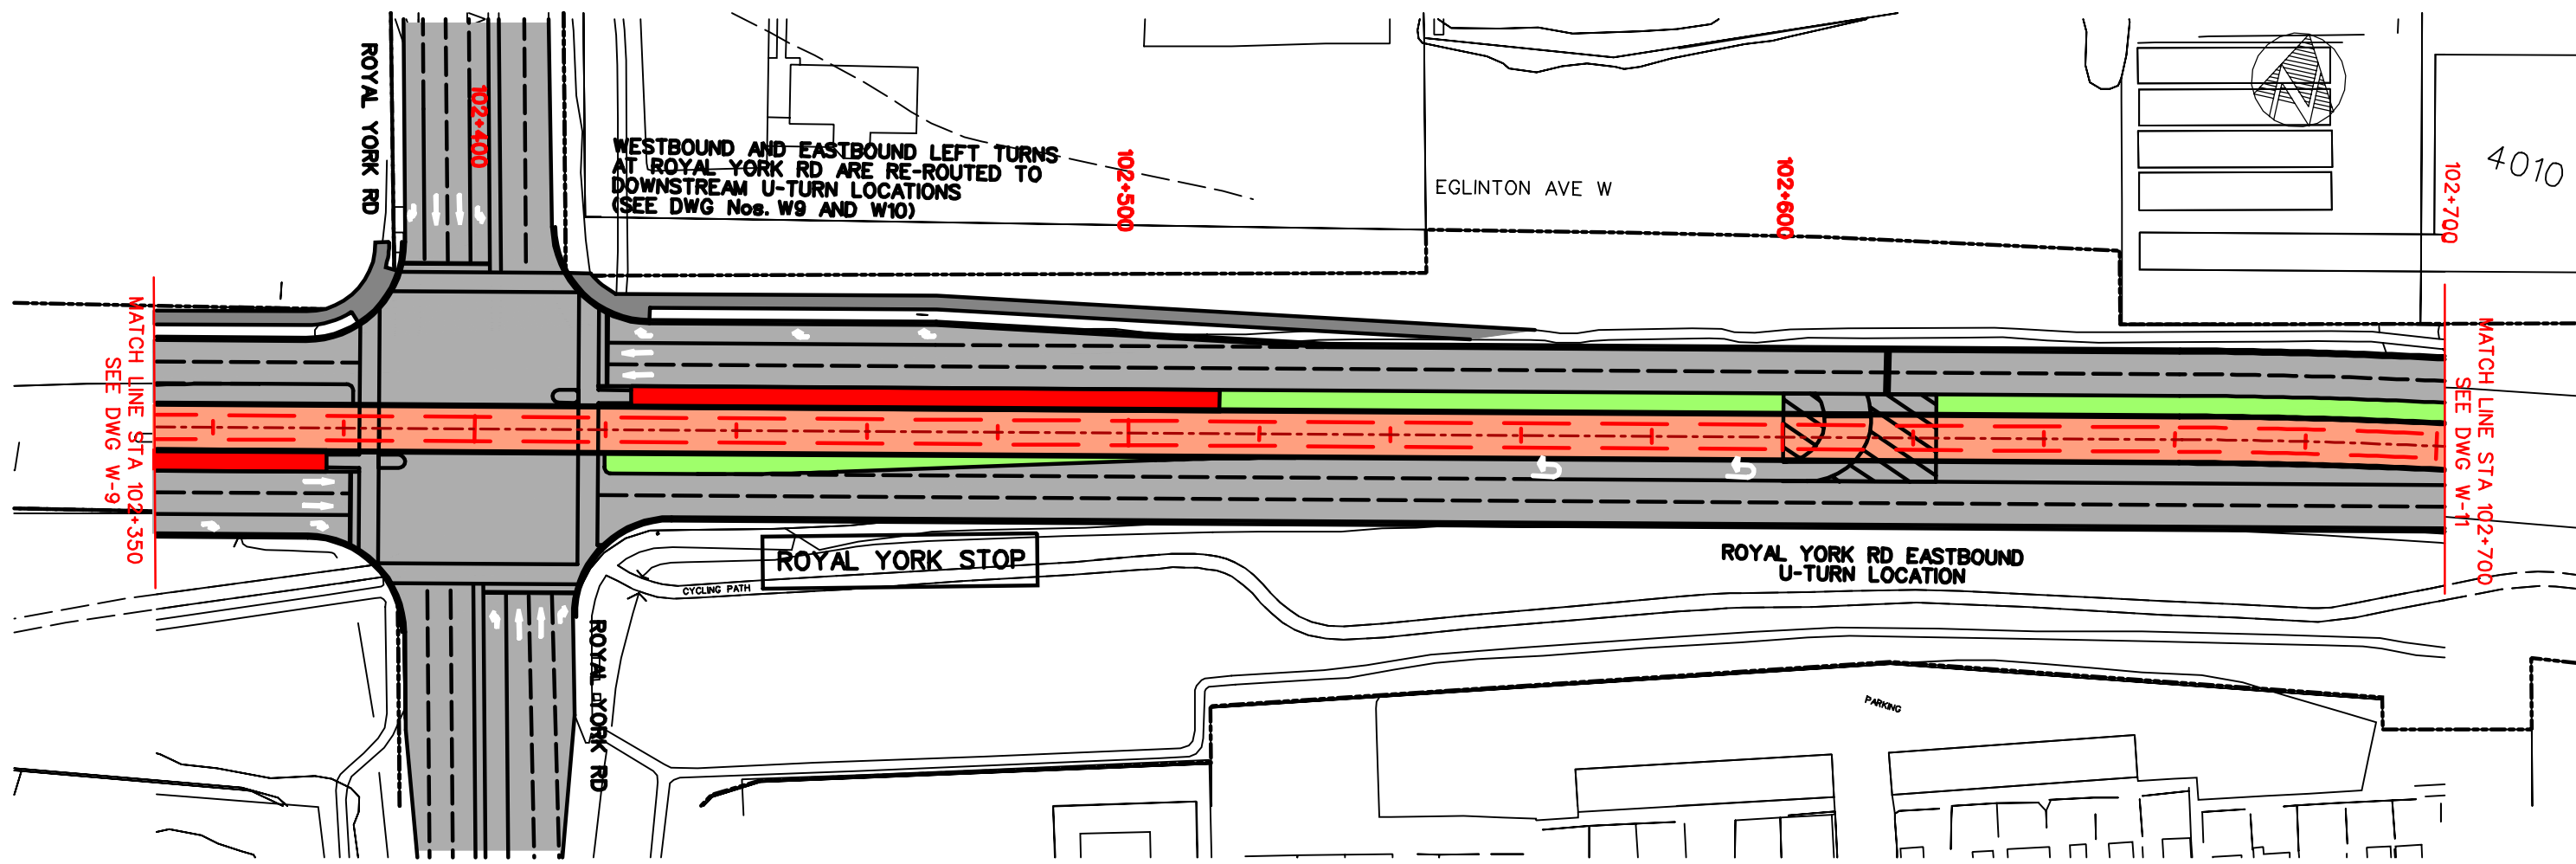 ROYAL YORK RD
102+400
WESTBOUND AND EASTBOUND LEFT TURNS
AT ROYAL YORK RD ARE RE-ROUTED TO
DOWNSTREAM U-TURN LOCATIONS
(SEE DWG Nos. W9 AND W10)
102+500
EGLINTON AVE W
102+600
102+700
4010
MATCH LINE STA 102+350
SEE DWG W-9
MATCH LINE STA 102+700
SEE DWG W-11
ROYAL YORK STOP
CYCLING PATH
ROYAL YORK RD EASTBOUND
U-TURN LOCATION
ROYAL YORK RD
PARKING